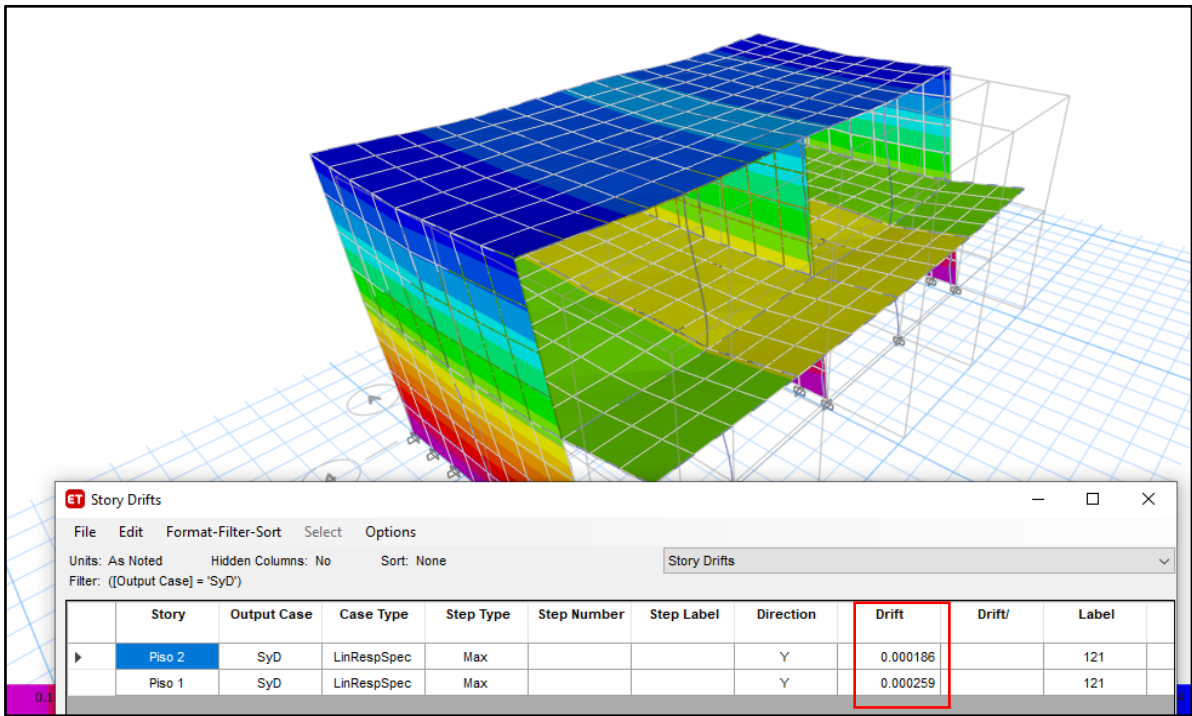 A
A
ET Story Drifts
File Edit Format-Filter-Sort Select Options
Units: As Noted Hidden Columns: No Sort: None Story Drifts
Filter: ([Output Case] = 'SyD')
Story Output Case Case Type Step Type Step Number Step Label Direction Drift Drift/ Label
Piso 2 SyD LinRespSpec Max Y 0.000186 121
Piso 1 SyD LinRespSpec Max Y 0.000259 121